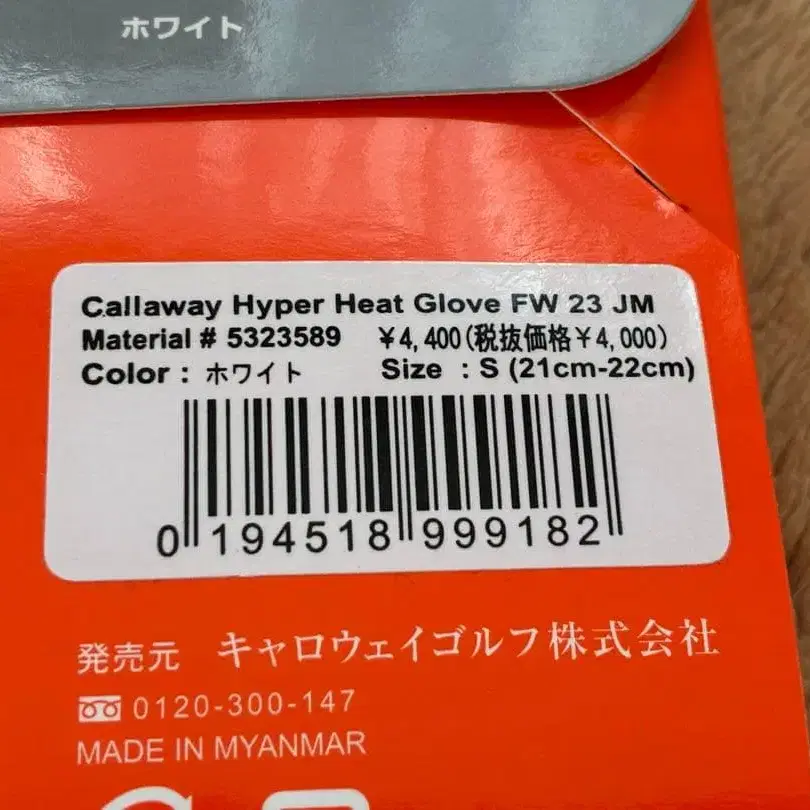 ホワイト
Callaway Hyper Heat Glove FW 23 JM
Material # 5323589 ￥4,400(税抜価格￥4,000)
Color : ホワイト Size : S (21cm-22cm)
0 194518 999182
発売元 キャロウェイゴルフ株式会社
0120-300-147
MADE IN MYANMAR